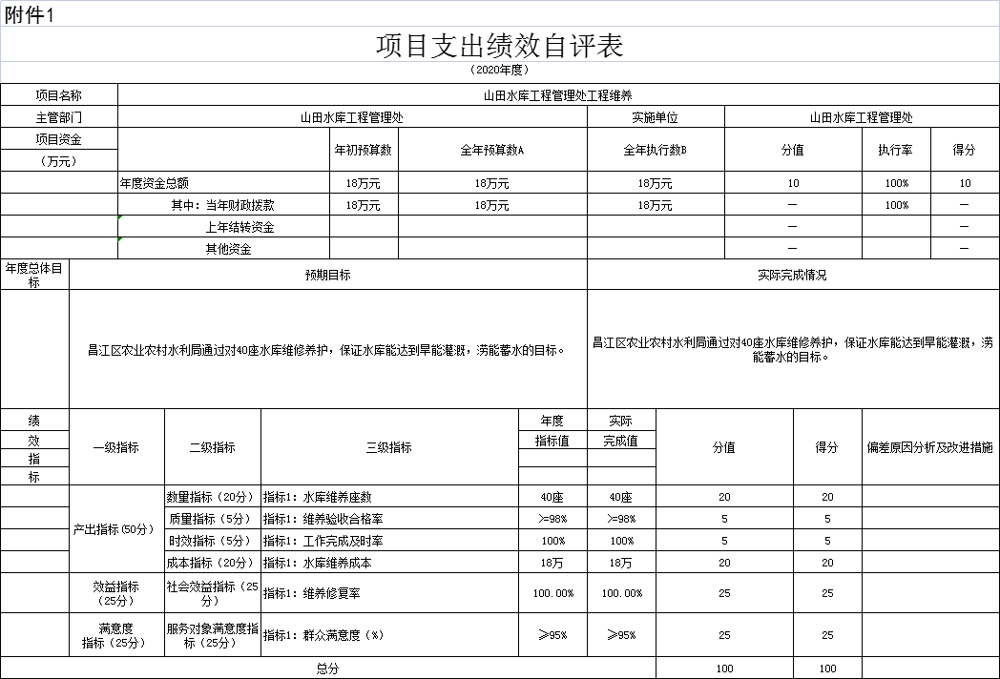 附件1
项目支出绩效自评表
（2020年度）
项目名称 山田水库工程管理处工程维养
主管部门 山田水库工程管理处 实施单位 山田水库工程管理处
项目资金
（万元）
年初预算数 全年预算数A 全年执行数B 分值 执行率 得分
年度资金总额 18万元 18万元 18万元 10 100% 10
其中：当年财政拨款 18万元 18万元 18万元 — 100% —
上年结转资金 — —
其他资金 — —
年度总体目
标
预期目标 实际完成情况
昌江区农业农村水利局通过对40座水库维修养护，保证水库能达到旱能灌溉，涝能蓄水的目标。
昌江区农业农村水利局通过对40座水库维修养护，保证水库能达到旱能灌溉，涝
能蓄水的目标。
绩
效
指
标
一级指标 二级指标 三级指标
年度
指标值
实际
完成值
分值 得分 偏差原因分析及改进措施
产出指标(50分)
数量指标（20分） 指标1：水库维养座数 40座 40座 20 20
质量指标（5分） 指标1：维养验收合格率 >=98% >=98% 5 5
时效指标（5分） 指标1：工作完成及时率 100% 100% 5 5
成本指标（20分） 指标1：水库维养成本 18万 18万 20 20
效益指标
（25分）
社会效益指标（25
分）
指标1：维养修复率 100.00% 100.00% 25 25
满意度
指标（25分）
服务对象满意度指
标（25分）
指标1：群众满意度（%） ≥95% ≥95% 25 25
总分 100 100